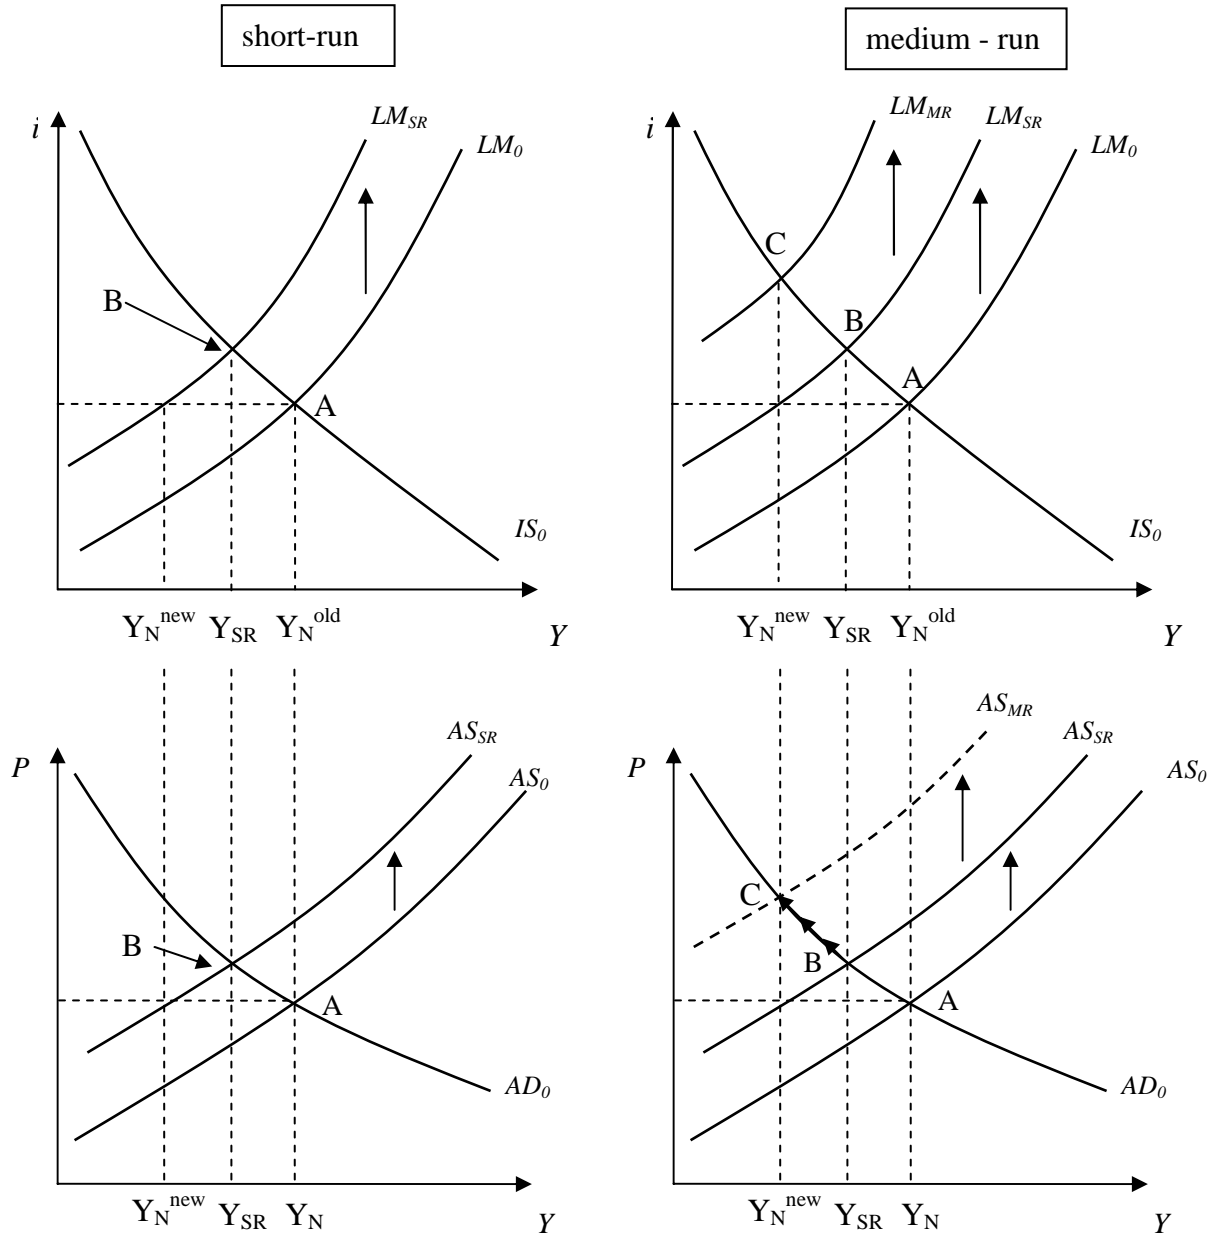 short-run
medium - run
i
LM_SR
LM_0
B
A
IS_0
Y_N^new Y_SR Y_N^old Y
i
LM_MR
LM_SR
LM_0
C
B
A
IS_0
Y_N^new Y_SR Y_N^old Y
P
AS_SR
AS_0
B
A
AD_0
Y_N^new Y_SR Y_N Y
P
AS_MR
AS_SR
AS_0
C
B
A
AD_0
Y_N^new Y_SR Y_N Y